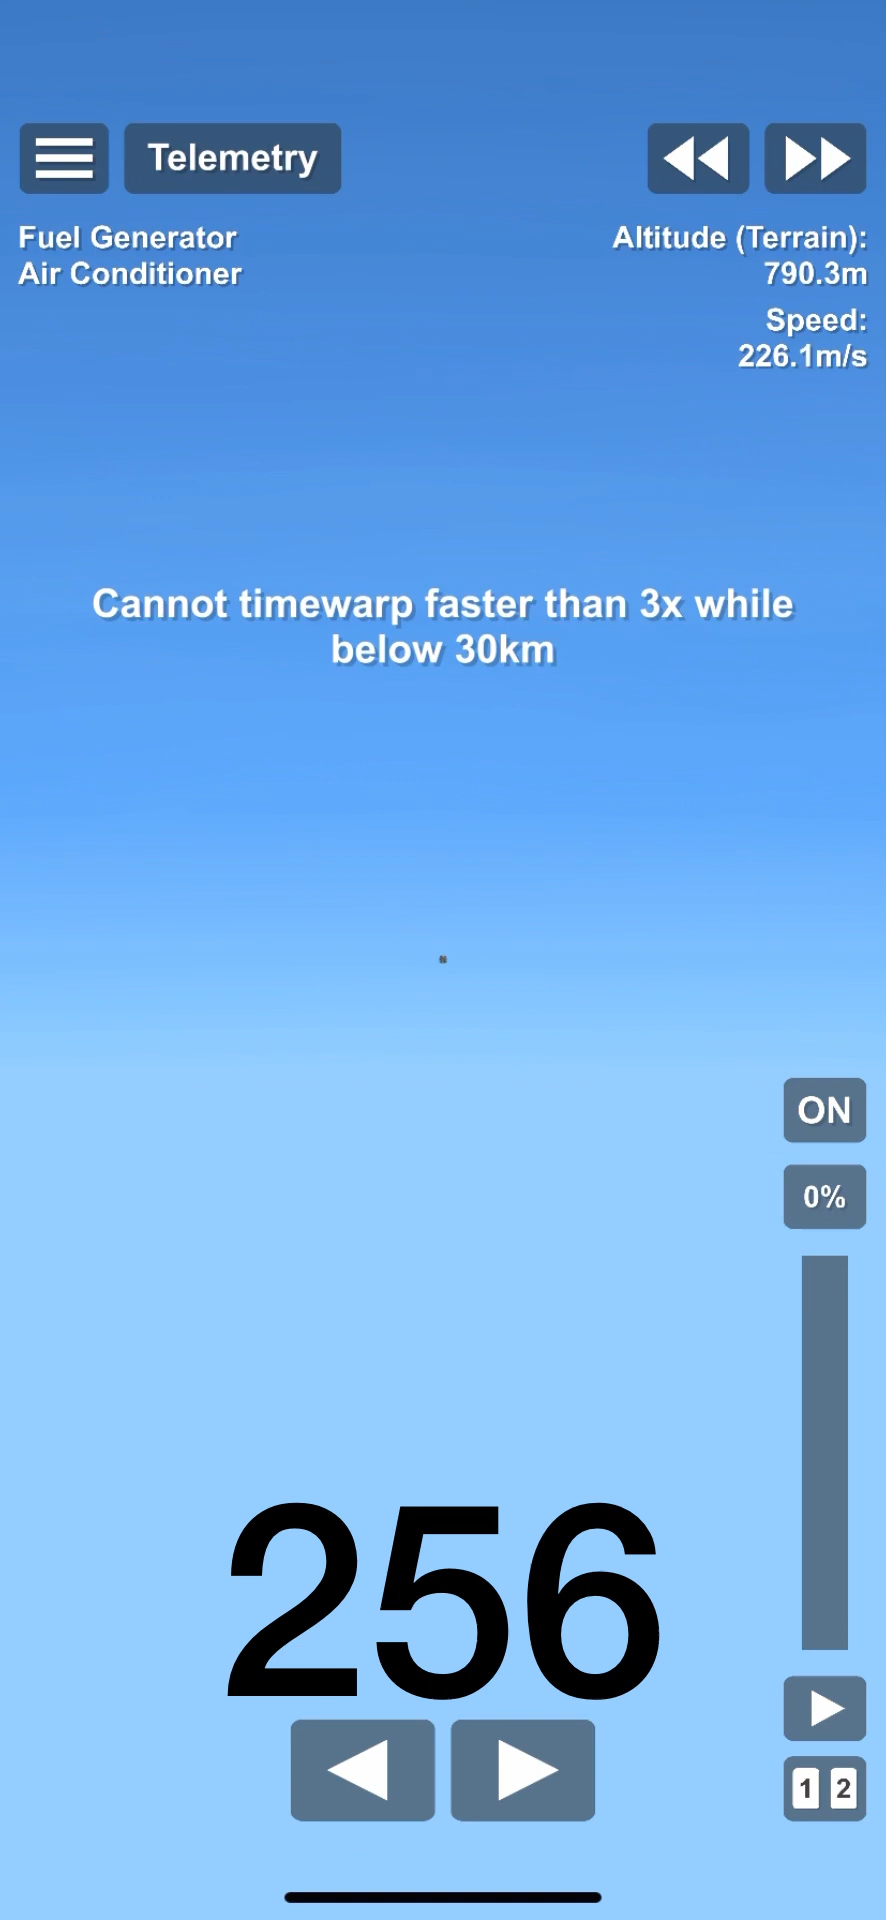 Telemetry
Fuel Generator
Air Conditioner
Altitude (Terrain):
790.3m
Speed:
226.1m/s
Cannot timewarp faster than 3x while
below 30km
ON
0%
256
1 2